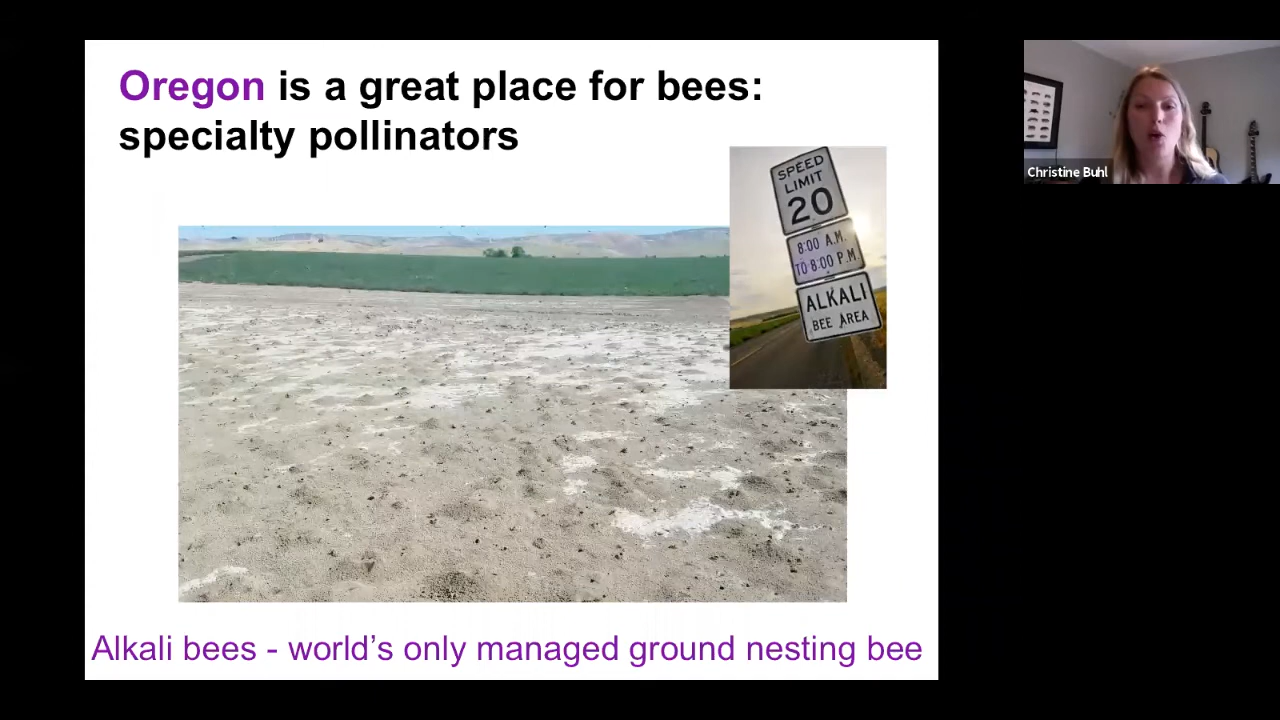 Oregon is a great place for bees:
specialty pollinators
SPEED
LIMIT
20
8:00 A.M.
TO 8:00 P.M.
ALKALI
BEE AREA
Christine Buhl
Alkali bees - world's only managed ground nesting bee